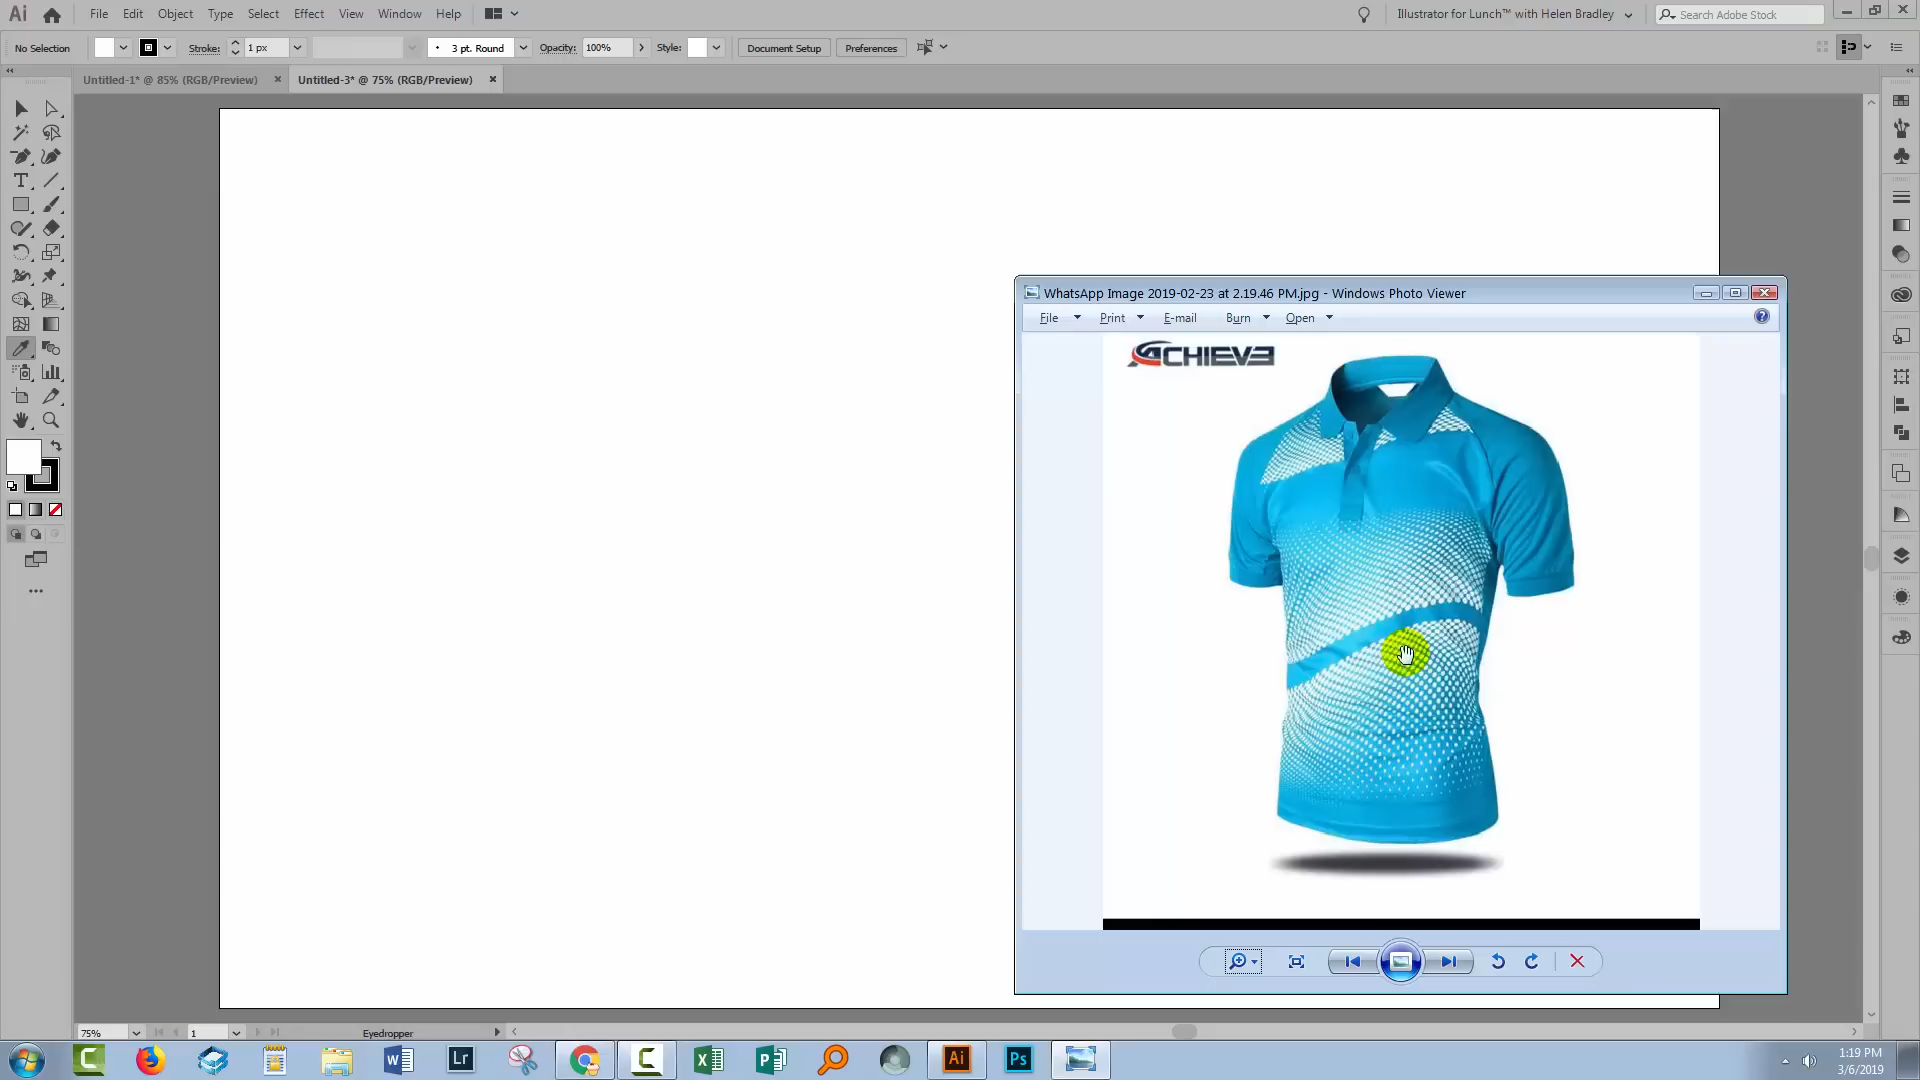 Ai File Edit Object Type Select Effect View Window Help Illustrator for Lunch™ with Helen Bradley Search Adobe Stock
No Selection Stroke: 1 px 3 pt. Round Opacity: 100% Style: Document Setup Preferences
Untitled-1* @ 85% (RGB/Preview) Untitled-3* @ 75% (RGB/Preview)
WhatsApp Image 2019-02-23 at 2.19.46 PM.jpg - Windows Photo Viewer
File Print E-mail Burn Open
ACHIEVE
75% 1 Eyedropper
C W Lr C X P Ai Ps
1:19 PM
3/6/2019